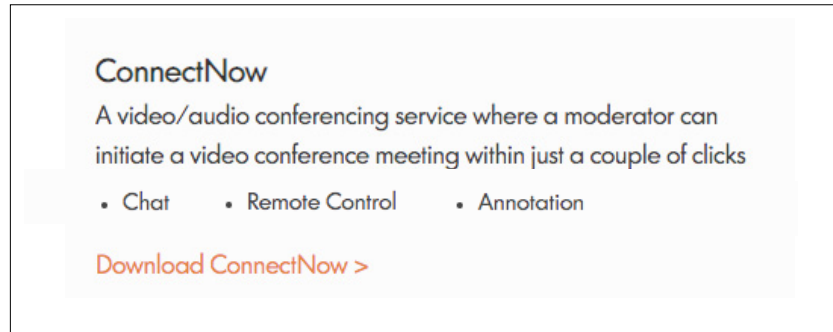 ConnectNow
A video/audio conferencing service where a moderator can
initiate a video conference meeting within just a couple of clicks
• Chat • Remote Control • Annotation
Download ConnectNow >